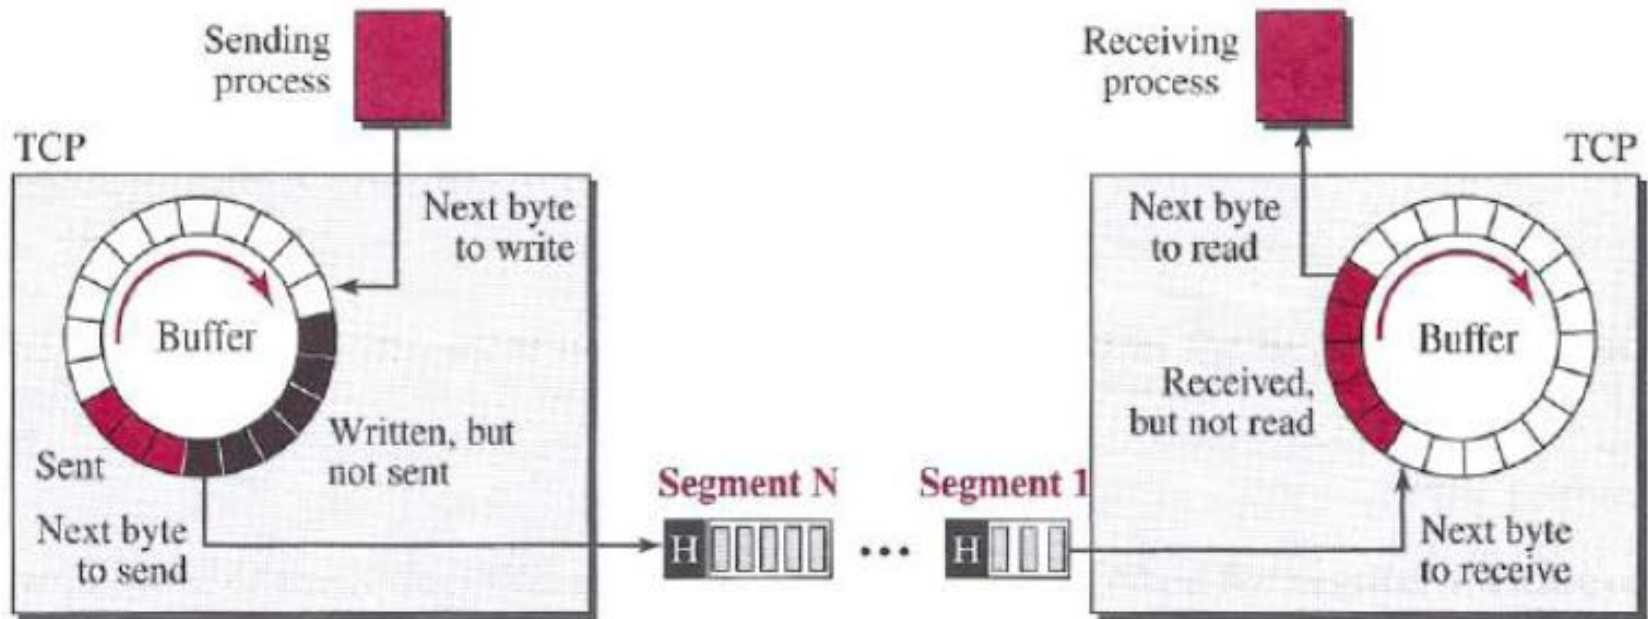 Sending
process
Receiving
process
TCP
TCP
Next byte
to write
Next byte
to read
Buffer
Buffer
Received,
but not read
Written, but
not sent
Sent
Segment N
Segment 1
H
...
H
Next byte
to send
Next byte
to receive